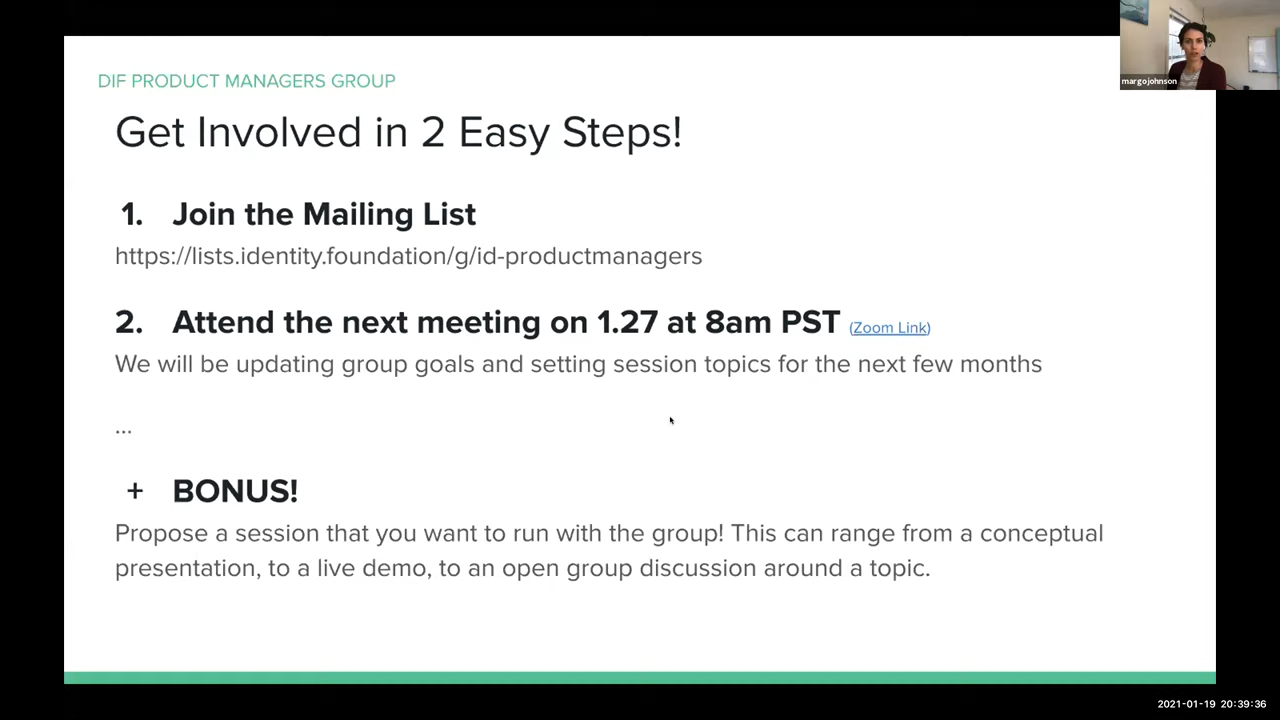 DIF PRODUCT MANAGERS GROUP
margojohnson
Get Involved in 2 Easy Steps!
1. Join the Mailing List
https://lists.identity.foundation/g/id-productmanagers
2. Attend the next meeting on 1.27 at 8am PST (Zoom Link)
We will be updating group goals and setting session topics for the next few months
...
+ BONUS!
Propose a session that you want to run with the group! This can range from a conceptual
presentation, to a live demo, to an open group discussion around a topic.
2021-01-19 20:39:36